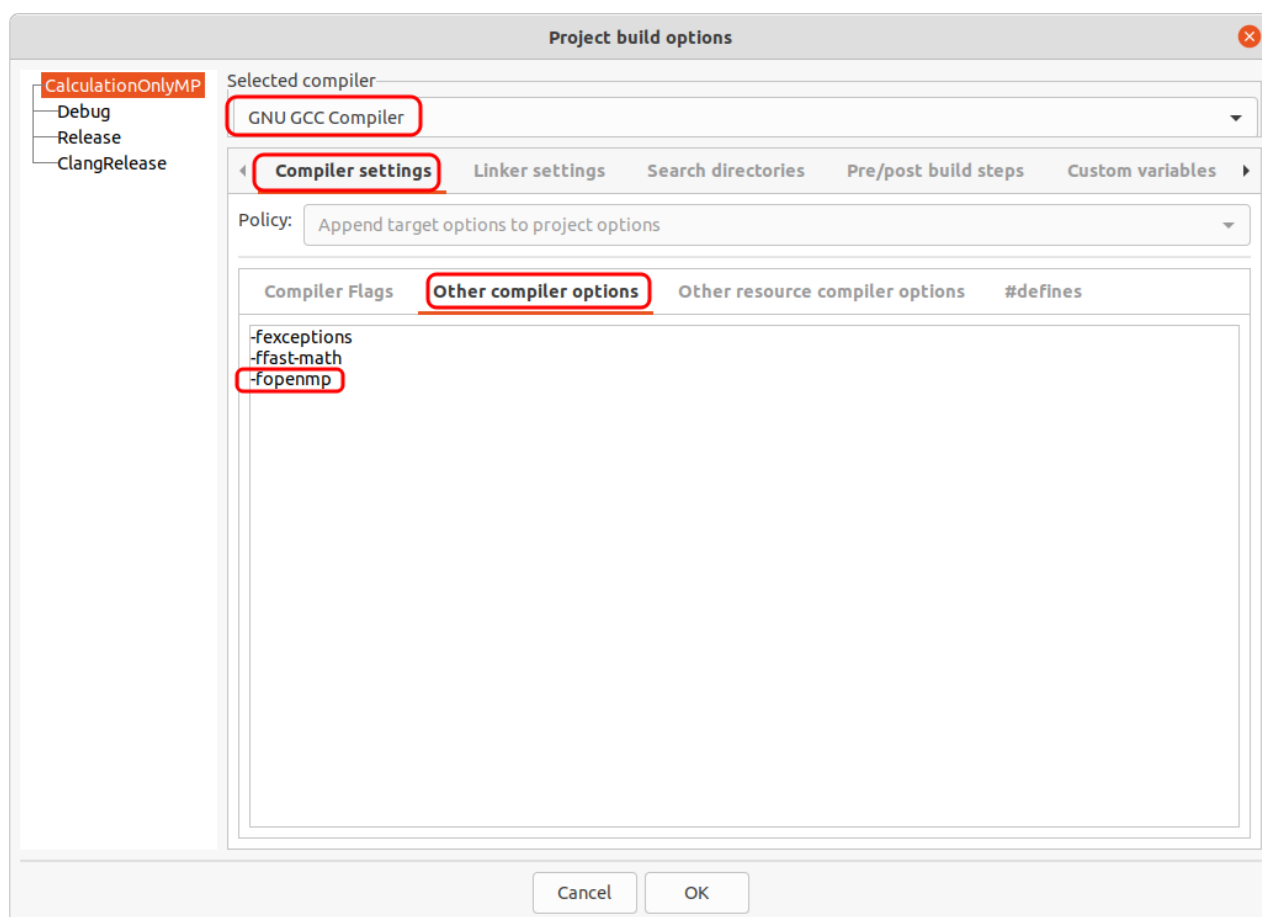 Project build options
CalculationOnlyMP
Debug
Release
ClangRelease
Selected compiler
GNU GCC Compiler
Compiler settings Linker settings Search directories Pre/post build steps Custom variables
Policy: Append target options to project options
Compiler Flags Other compiler options Other resource compiler options #defines
-fexceptions
-ffast-math
-fopenmp
Cancel OK